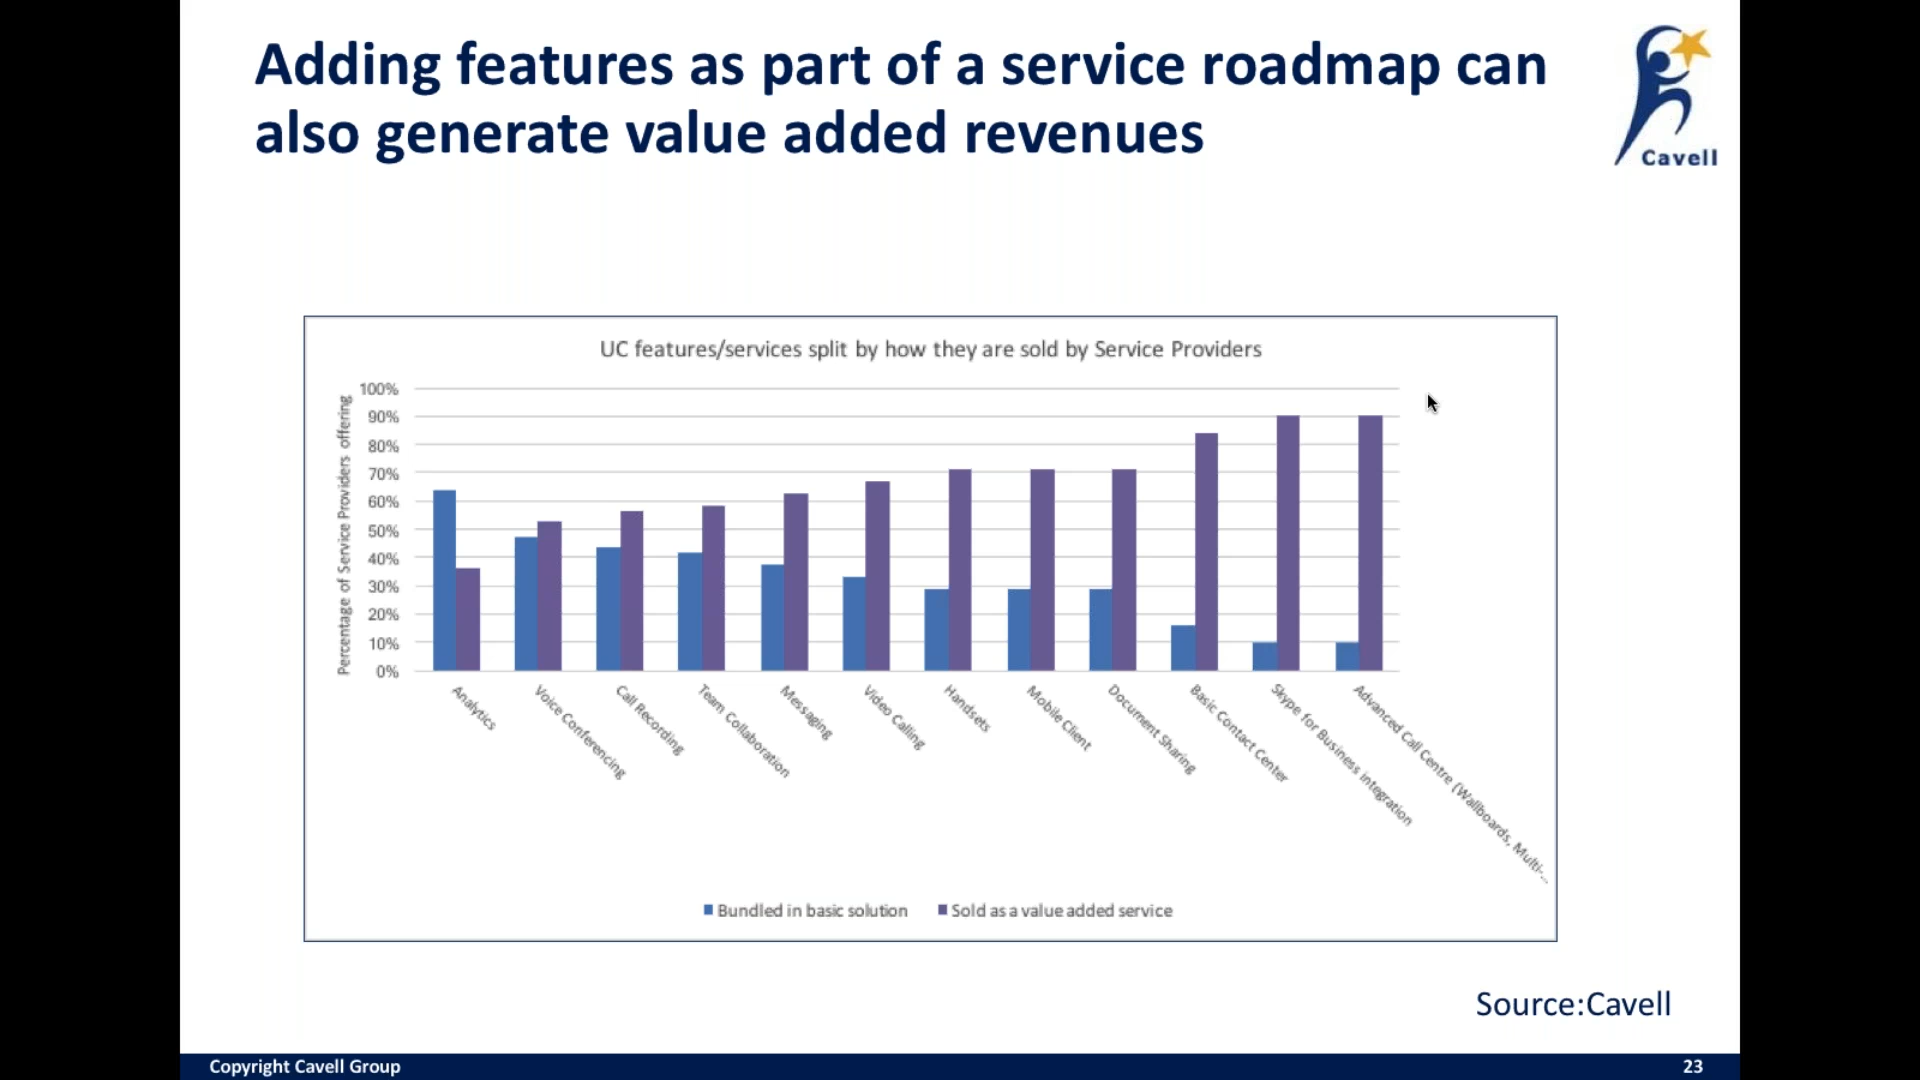 Adding features as part of a service roadmap can
also generate value added revenues
Cavell
UC features/services split by how they are sold by Service Providers
Percentage of Service Providers offering
100%
90%
80%
70%
60%
50%
40%
30%
20%
10%
0%
Analytics
Voice Conferencing
Call Recording
Team Collaboration
Messaging
Video Calling
Handsets
Mobile Client
Document Sharing
Basic Contact Center
Skype for Business integration
Advanced Call Centre (Wallboards, Multi-...
Bundled in basic solution
Sold as a value added service
Source:Cavell
Copyright Cavell Group
23